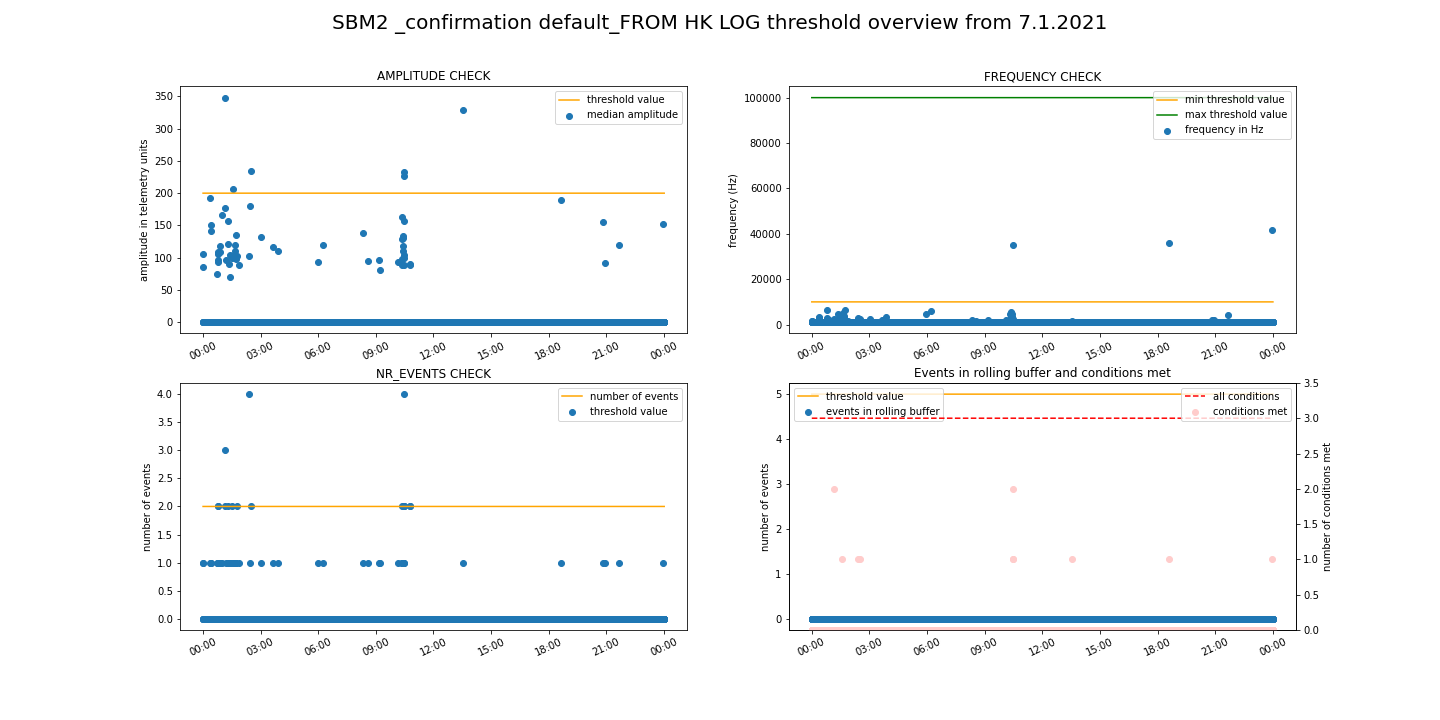 SBM2 _confirmation default_FROM HK LOG threshold overview from 7.1.2021
AMPLITUDE CHECK
amplitude in telemetry units
350
300
250
200
150
100
50
0
threshold value
median amplitude
00:00 03:00 06:00 09:00 12:00 15:00 18:00 21:00 00:00
FREQUENCY CHECK
frequency (Hz)
100000
80000
60000
40000
20000
0
min threshold value
max threshold value
frequency in Hz
00:00 03:00 06:00 09:00 12:00 15:00 18:00 21:00 00:00
NR_EVENTS CHECK
number of events
4.0
3.5
3.0
2.5
2.0
1.5
1.0
0.5
0.0
number of events
threshold value
00:00 03:00 06:00 09:00 12:00 15:00 18:00 21:00 00:00
Events in rolling buffer and conditions met
number of events
5
4
3
2
1
0
threshold value
events in rolling buffer
all conditions
conditions met
3.5
3.0
2.5
2.0
1.5
1.0
0.5
0.0
number of conditions met
00:00 03:00 06:00 09:00 12:00 15:00 18:00 21:00 00:00